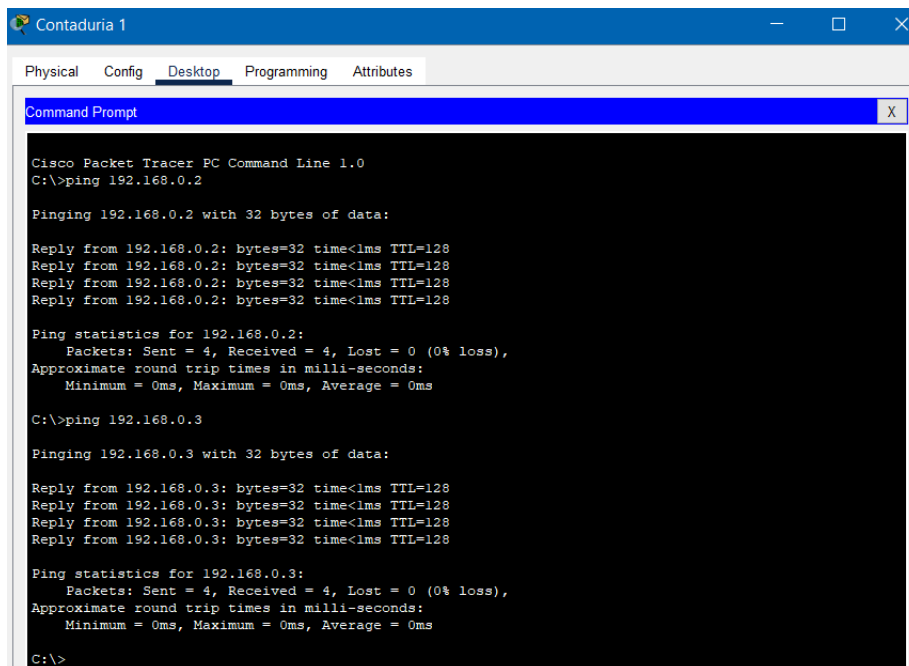 Contaduria 1
Physical Config Desktop Programming Attributes
Command Prompt
X
Cisco Packet Tracer PC Command Line 1.0
C:\>ping 192.168.0.2
Pinging 192.168.0.2 with 32 bytes of data:
Reply from 192.168.0.2: bytes=32 time<1ms TTL=128
Reply from 192.168.0.2: bytes=32 time<1ms TTL=128
Reply from 192.168.0.2: bytes=32 time<1ms TTL=128
Reply from 192.168.0.2: bytes=32 time<1ms TTL=128
Ping statistics for 192.168.0.2:
Packets: Sent = 4, Received = 4, Lost = 0 (0% loss),
Approximate round trip times in milli-seconds:
Minimum = 0ms, Maximum = 0ms, Average = 0ms
C:\>ping 192.168.0.3
Pinging 192.168.0.3 with 32 bytes of data:
Reply from 192.168.0.3: bytes=32 time<1ms TTL=128
Reply from 192.168.0.3: bytes=32 time<1ms TTL=128
Reply from 192.168.0.3: bytes=32 time<1ms TTL=128
Reply from 192.168.0.3: bytes=32 time<1ms TTL=128
Ping statistics for 192.168.0.3:
Packets: Sent = 4, Received = 4, Lost = 0 (0% loss),
Approximate round trip times in milli-seconds:
Minimum = 0ms, Maximum = 0ms, Average = 0ms
C:\>